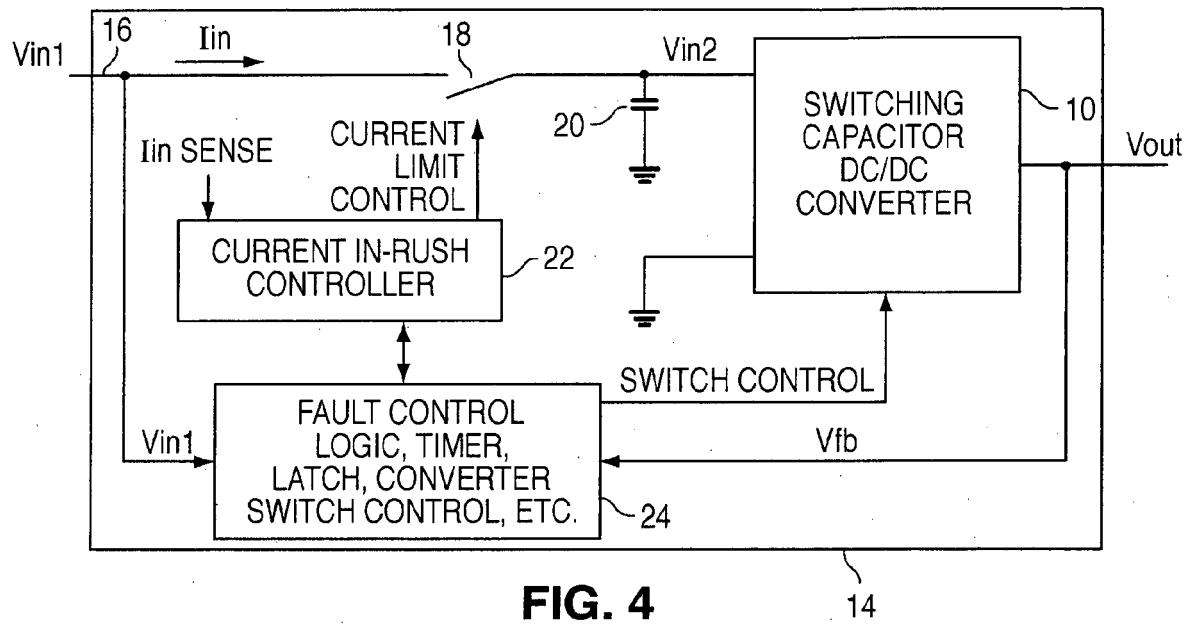 Vin1
16
Iin
18
Vin2
20
SWITCHING
CAPACITOR
DC/DC
CONVERTER
10
Vout
Iin SENSE
CURRENT
LIMIT
CONTROL
CURRENT IN-RUSH
CONTROLLER
22
SWITCH CONTROL
Vin1
FAULT CONTROL
LOGIC, TIMER,
LATCH, CONVERTER
SWITCH CONTROL, ETC.
24
Vfb
14
FIG. 4